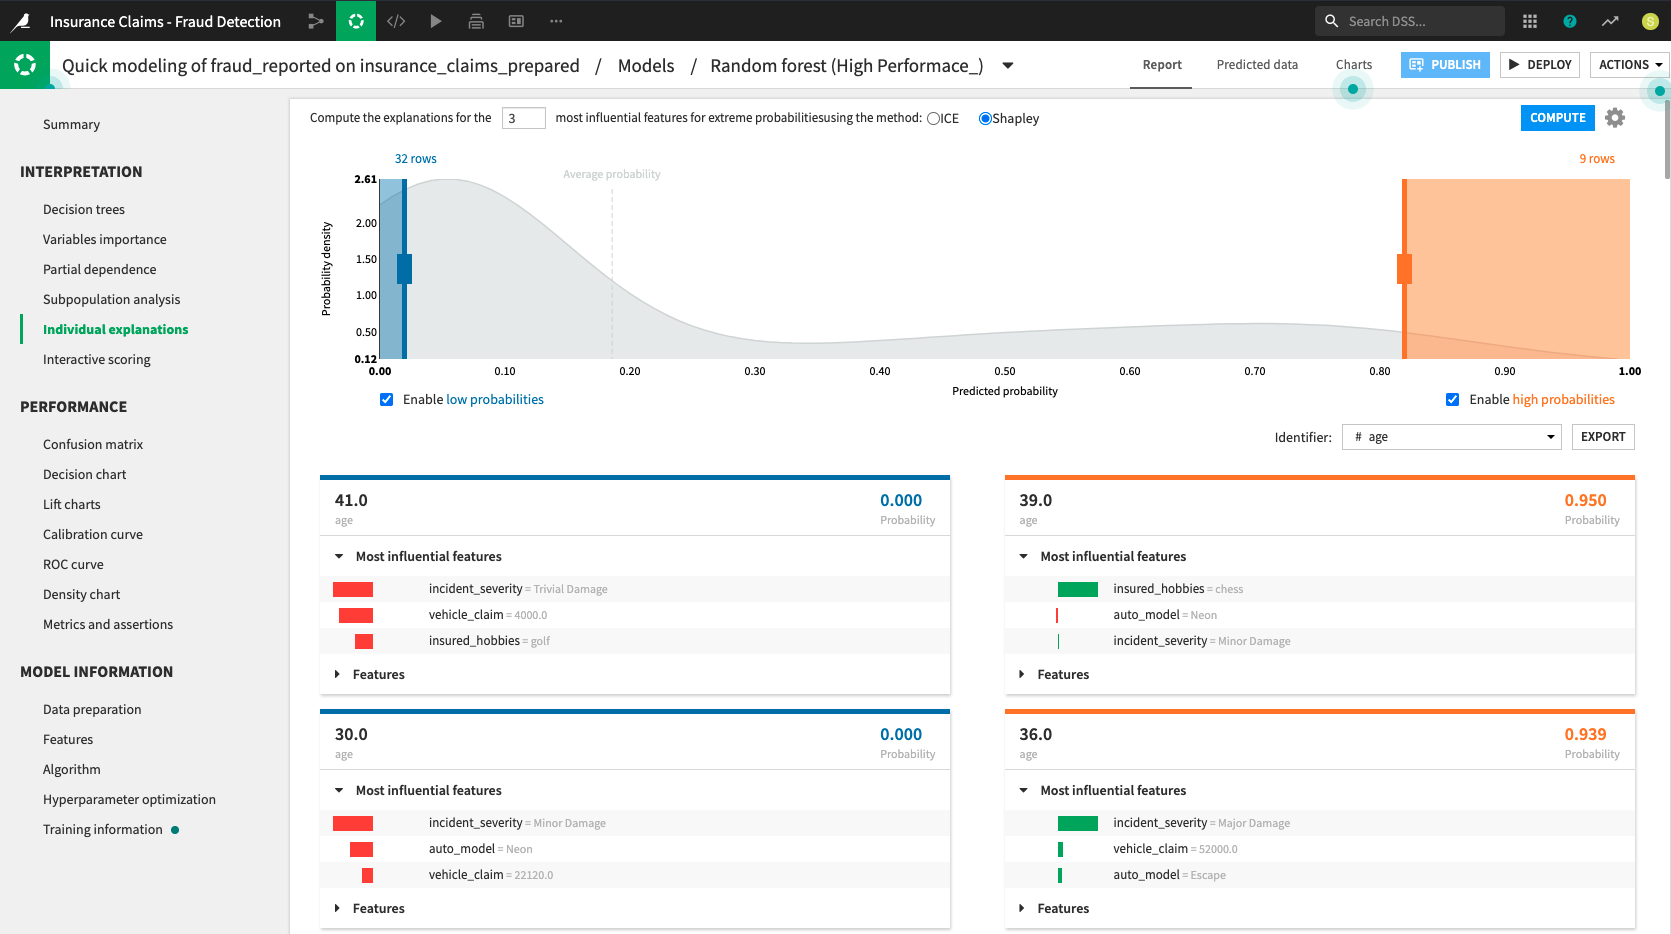 Insurance Claims - Fraud Detection
Search DSS...
S
Quick modeling of fraud_reported on insurance_claims_prepared / Models / Random forest (High Performace_)
Report
Predicted data
Charts
PUBLISH
DEPLOY
ACTIONS
Summary
INTERPRETATION
Decision trees
Variables importance
Partial dependence
Subpopulation analysis
Individual explanations
Interactive scoring
PERFORMANCE
Confusion matrix
Decision chart
Lift charts
Calibration curve
ROC curve
Density chart
Metrics and assertions
MODEL INFORMATION
Data preparation
Features
Algorithm
Hyperparameter optimization
Training information
Compute the explanations for the 3 most influential features for extreme probabilitiesusing the method: ICE Shapley
COMPUTE
32 rows
9 rows
Average probability
Probability density
2.61
2.00
1.50
1.00
0.50
0.12
0.00 0.10 0.20 0.30 0.40 0.50 0.60 0.70 0.80 0.90 1.00
Predicted probability
Enable low probabilities
Enable high probabilities
Identifier: # age
EXPORT
41.0 0.000
age Probability
Most influential features
incident_severity = Trivial Damage
vehicle_claim = 4000.0
insured_hobbies = golf
Features
39.0 0.950
age Probability
Most influential features
insured_hobbies = chess
auto_model = Neon
incident_severity = Minor Damage
Features
30.0 0.000
age Probability
Most influential features
incident_severity = Minor Damage
auto_model = Neon
vehicle_claim = 22120.0
Features
36.0 0.939
age Probability
Most influential features
incident_severity = Major Damage
vehicle_claim = 52000.0
auto_model = Escape
Features